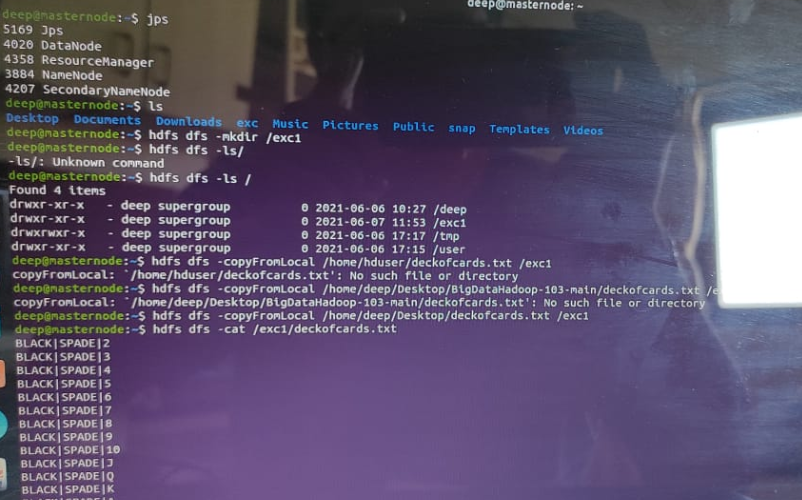 deep@masternode: ~
deep@masternode:~$ jps
5169 Jps
4020 DataNode
4358 ResourceManager
3884 NameNode
4207 SecondaryNameNode
deep@masternode:~$ ls
Desktop Documents Downloads exc Music Pictures Public snap Templates Videos
deep@masternode:~$ hdfs dfs -mkdir /exc1
deep@masternode:~$ hdfs dfs -ls/
-ls/: Unknown command
deep@masternode:~$ hdfs dfs -ls /
Found 4 items
drwxr-xr-x - deep supergroup 0 2021-06-06 10:27 /deep
drwxr-xr-x - deep supergroup 0 2021-06-07 11:53 /exc1
drwxrwxr-x - deep supergroup 0 2021-06-06 17:17 /tmp
drwxr-xr-x - deep supergroup 0 2021-06-06 17:15 /user
deep@masternode:~$ hdfs dfs -copyFromLocal /home/hduser/deckofcards.txt /exc1
copyFromLocal: `/home/hduser/deckofcards.txt': No such file or directory
deep@masternode:~$ hdfs dfs -copyFromLocal /home/deep/Desktop/BigDataHadoop-103-main/deckofcards.txt /e
copyFromLocal: `/home/deep/Desktop/BigDataHadoop-103-main/deckofcards.txt': No such file or directory
deep@masternode:~$ hdfs dfs -copyFromLocal /home/deep/Desktop/deckofcards.txt /exc1
deep@masternode:~$ hdfs dfs -cat /exc1/deckofcards.txt
BLACK|SPADE|2
BLACK|SPADE|3
BLACK|SPADE|4
BLACK|SPADE|5
BLACK|SPADE|6
BLACK|SPADE|7
BLACK|SPADE|8
BLACK|SPADE|9
BLACK|SPADE|10
BLACK|SPADE|J
BLACK|SPADE|Q
BLACK|SPADE|K